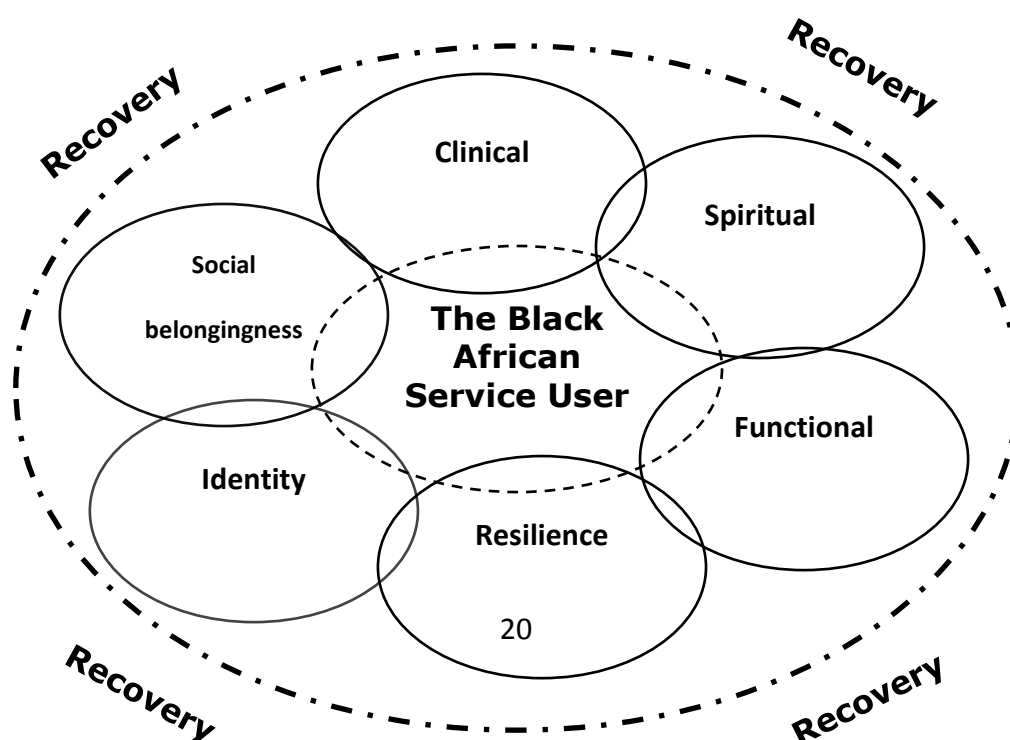 Recovery
Recovery
Clinical
Spiritual
Social
belongingness
The Black
African
Service User
Functional
Identity
Resilience
20
Recovery
Recovery